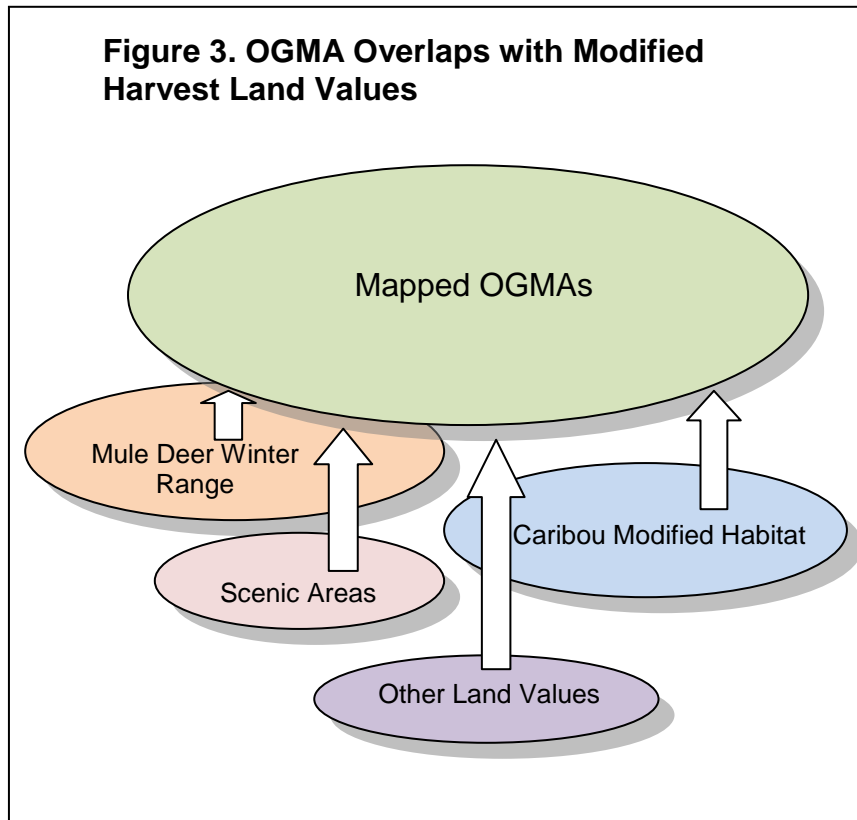 Figure 3. OGMA Overlaps with Modified
Harvest Land Values
Mapped OGMAs
Mule Deer Winter
Range
Caribou Modified Habitat
Scenic Areas
Other Land Values